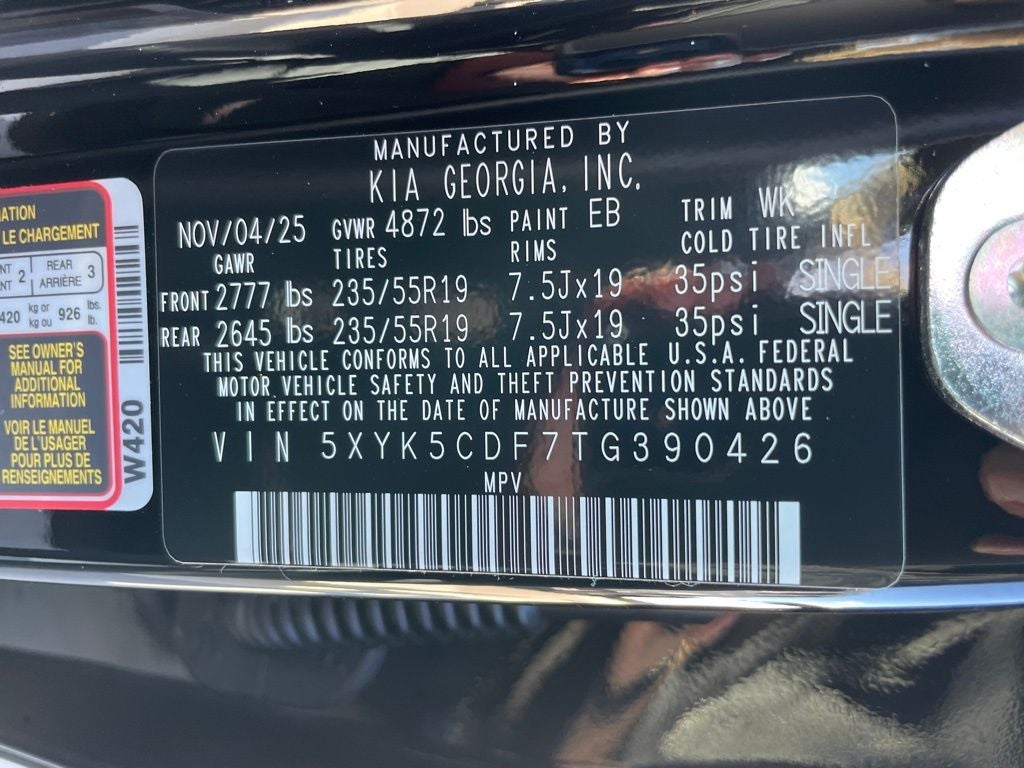 MANUFACTURED BY
KIA GEORGIA, INC.
NOV/04/25 GVWR 4872 lbs PAINT EB TRIM WK
GAWR TIRES RIMS COLD TIRE INFL
FRONT 2777 lbs 235/55R19 7.5Jx19 35psi SINGLE
REAR 2645 lbs 235/55R19 7.5Jx19 35psi SINGLE
THIS VEHICLE CONFORMS TO ALL APPLICABLE U.S.A. FEDERAL
MOTOR VEHICLE SAFETY AND THEFT PREVENTION STANDARDS
IN EFFECT ON THE DATE OF MANUFACTURE SHOWN ABOVE
VIN 5XYK5CDF7TG390426
MPV
LE CHARGEMENT
2 REAR 3
ARRIÈRE
420 kg or 926 lbs.
kg ou lb.
SEE OWNER'S
MANUAL FOR
ADDITIONAL
INFORMATION
VOIR LE MANUEL
DE L'USAGER
POUR PLUS DE
RENSEIGNEMENTS
W420